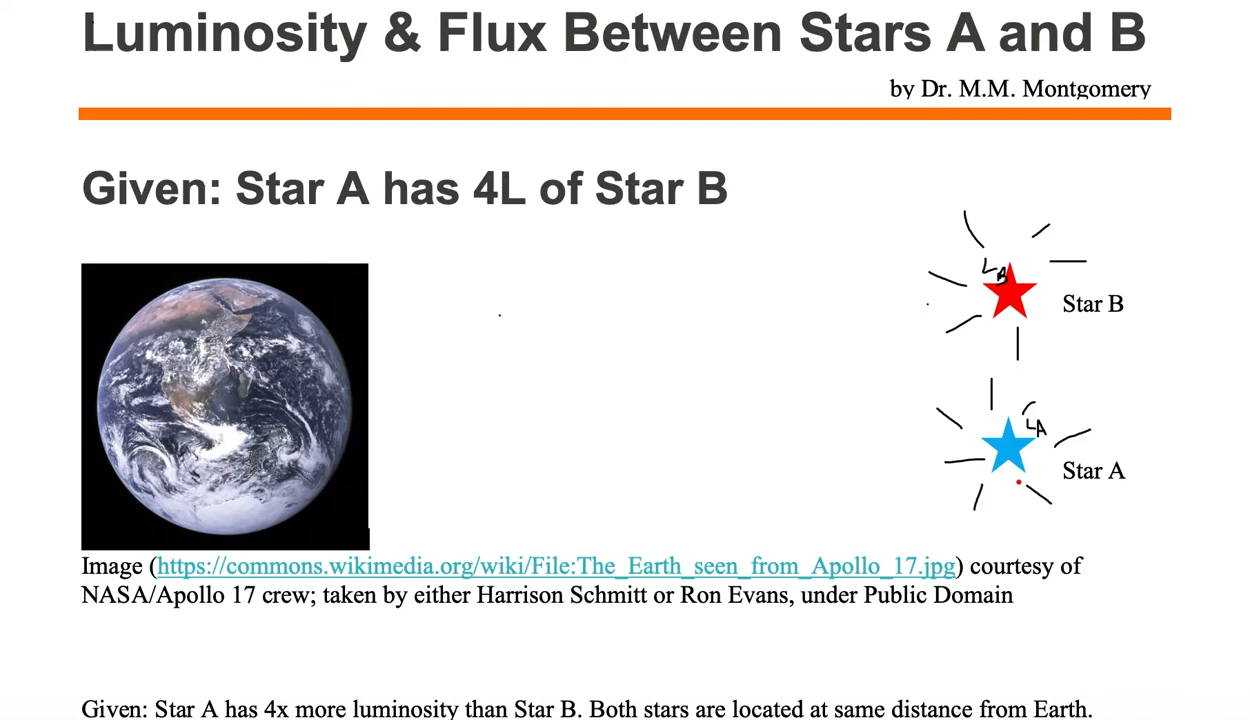 Luminosity & Flux Between Stars A and B
by Dr. M.M. Montgomery
Given: Star A has 4L of Star B
LB
Star B
LA
Star A
Image (https://commons.wikimedia.org/wiki/File:The_Earth_seen_from_Apollo_17.jpg) courtesy of
NASA/Apollo 17 crew; taken by either Harrison Schmitt or Ron Evans, under Public Domain
Given: Star A has 4x more luminosity than Star B. Both stars are located at same distance from Earth.